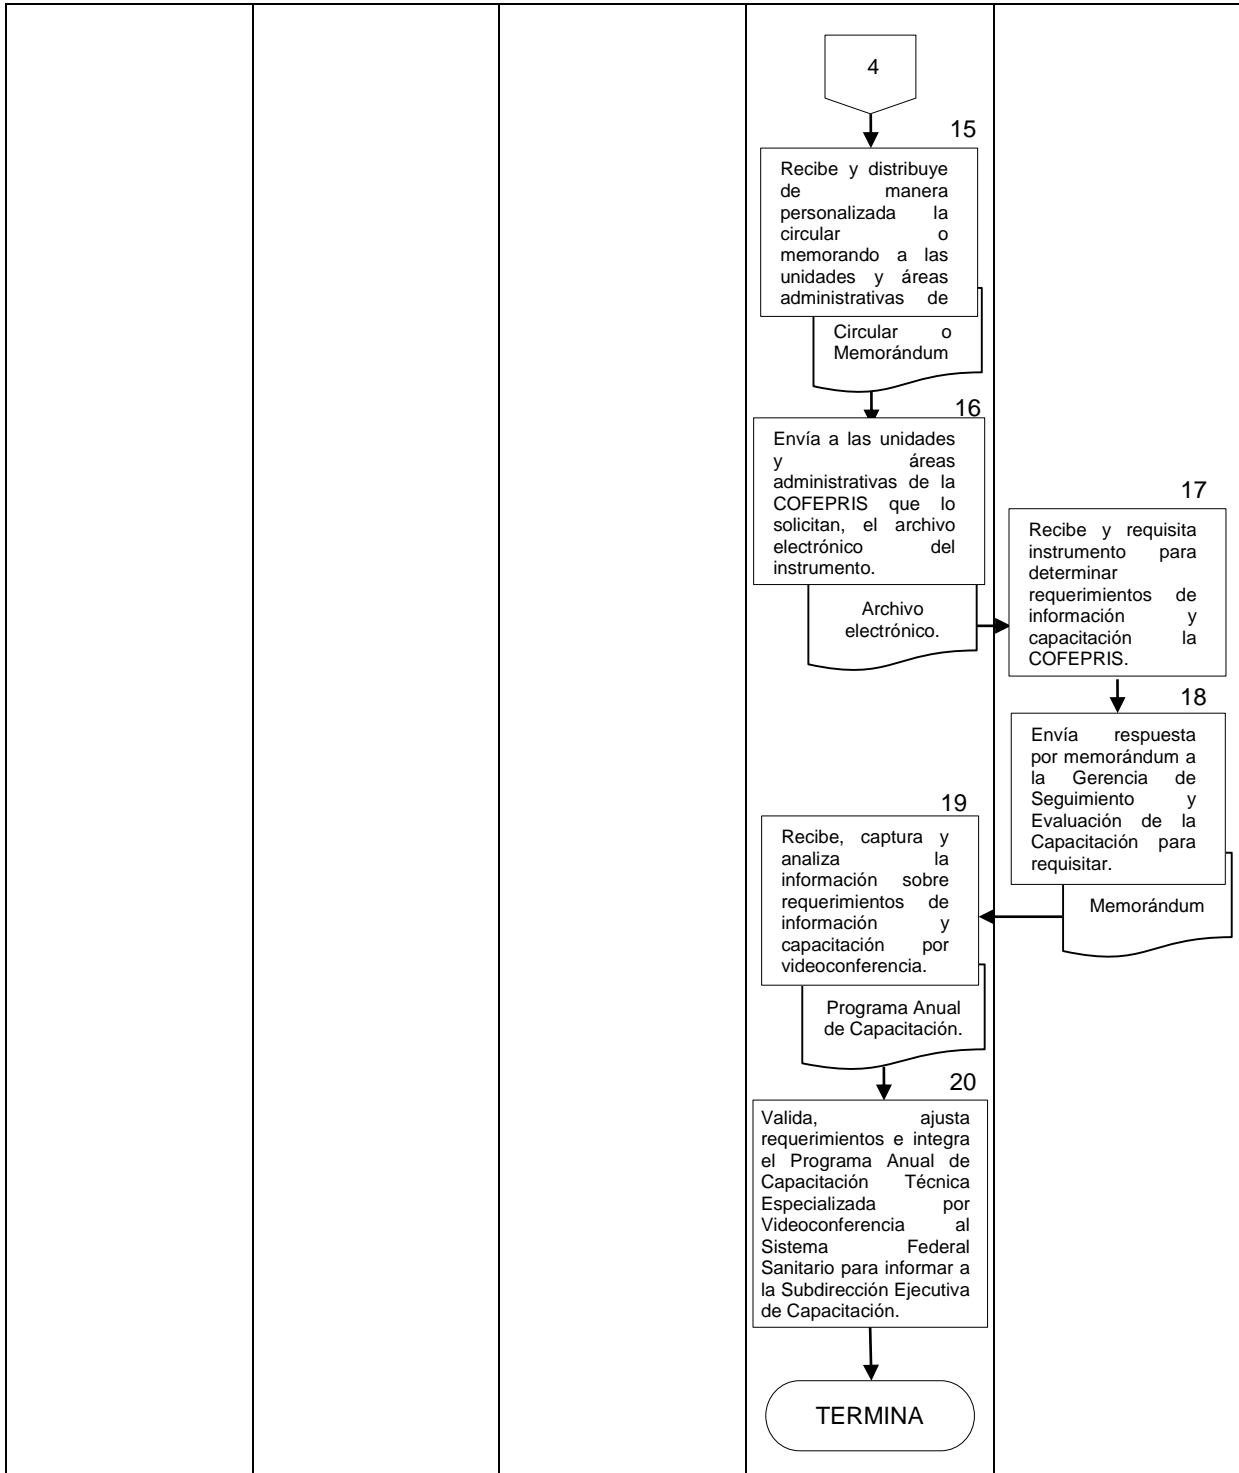 4
15
Recibe y distribuye
de manera
personalizada la
circular o
memorando a las
unidades y áreas
administrativas de
Circular o
Memorándum
16
Envía a las unidades
y áreas
administrativas de la
COFEPRIS que lo
solicitan, el archivo
electrónico del
instrumento.
Archivo
electrónico.
17
Recibe y requisita
instrumento para
determinar
requerimientos de
información y
capacitación la
COFEPRIS.
18
Envía respuesta
por memorándum a
la Gerencia de
Seguimiento y
Evaluación de la
Capacitación para
requisitar.
Memorándum
19
Recibe, captura y
analiza la
información sobre
requerimientos de
información y
capacitación por
videoconferencia.
Programa Anual
de Capacitación.
20
Valida, ajusta
requerimientos e integra
el Programa Anual de
Capacitación Técnica
Especializada por
Videoconferencia al
Sistema Federal
Sanitario para informar a
la Subdirección Ejecutiva
de Capacitación.
TERMINA